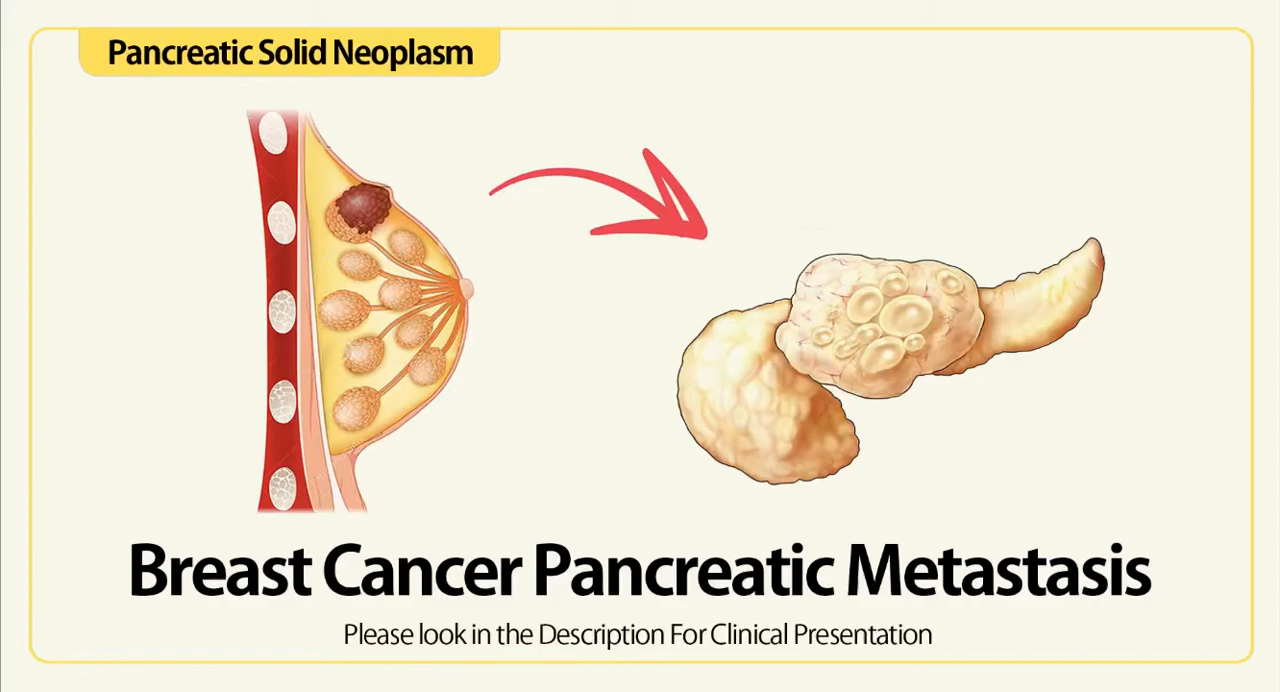 Pancreatic Solid Neoplasm
Breast Cancer Pancreatic Metastasis
Please look in the Description For Clinical Presentation